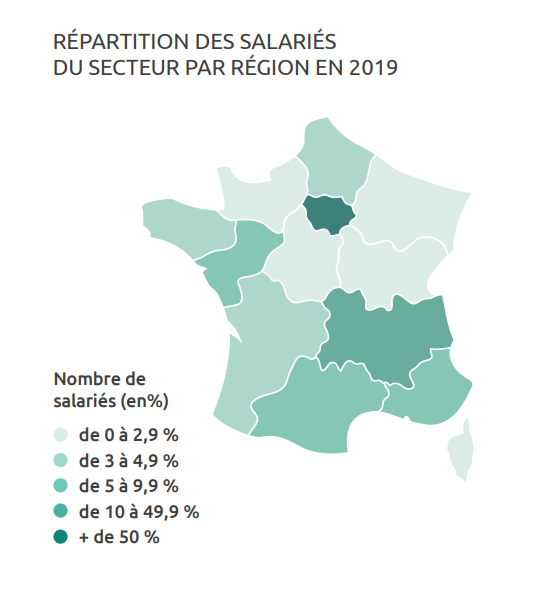 RÉPARTITION DES SALARIÉS
DU SECTEUR PAR RÉGION EN 2019
Nombre de
salariés (en%)
de 0 à 2,9 %
de 3 à 4,9 %
de 5 à 9,9 %
de 10 à 49,9 %
+ de 50 %